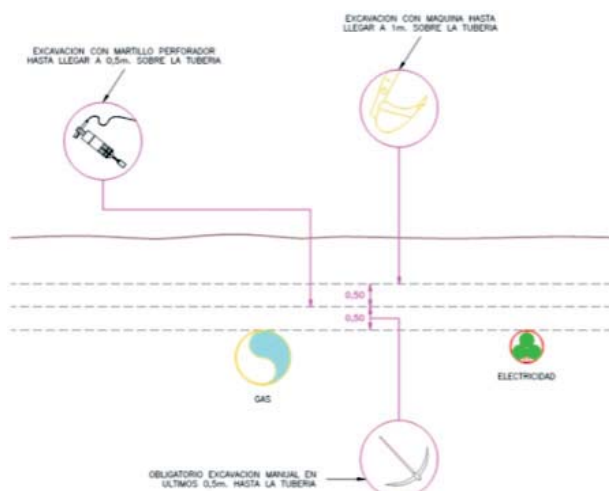 EXCAVACION CON MAQUINA HASTA
LLEGAR A 1m. SOBRE LA TUBERIA
EXCAVACION CON MARTILLO PERFORADOR
HASTA LLEGAR A 0,5m. SOBRE LA TUBERIA
0,50
0,50
GAS
ELECTRICIDAD
OBLIGATORIO EXCAVACION MANUAL EN
ULTIMOS 0,5m. HASTA LA TUBERIA